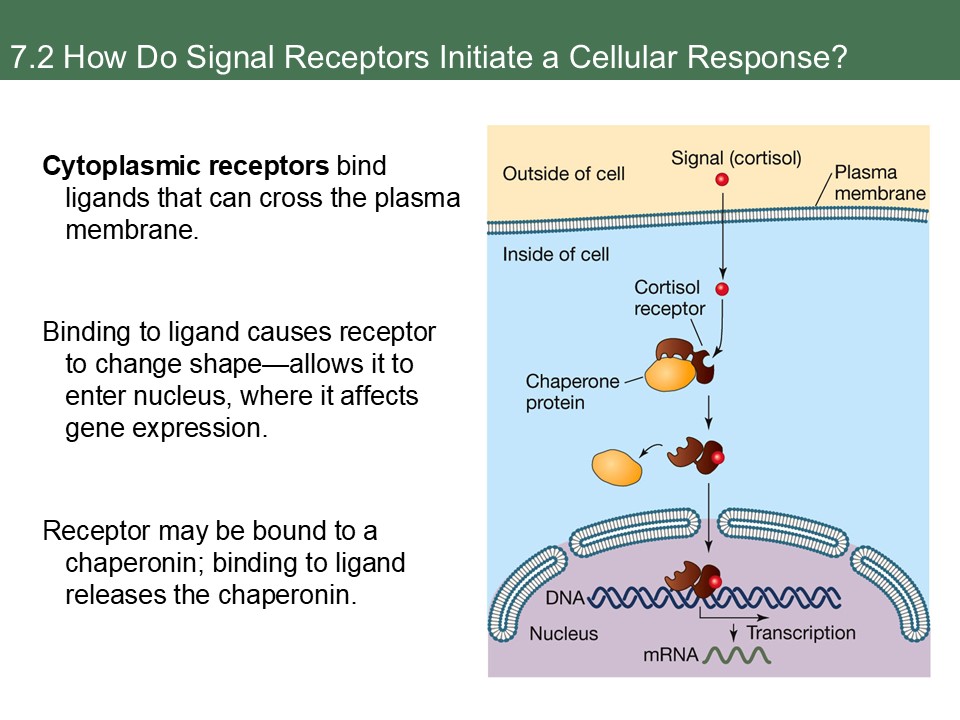 7.2 How Do Signal Receptors Initiate a Cellular Response?
Cytoplasmic receptors bind
ligands that can cross the plasma
membrane.
Binding to ligand causes receptor
to change shape—allows it to
enter nucleus, where it affects
gene expression.
Receptor may be bound to a
chaperonin; binding to ligand
releases the chaperonin.
Signal (cortisol)
Outside of cell
Plasma
membrane
Inside of cell
Cortisol
receptor
Chaperone
protein
DNA
Nucleus
Transcription
mRNA